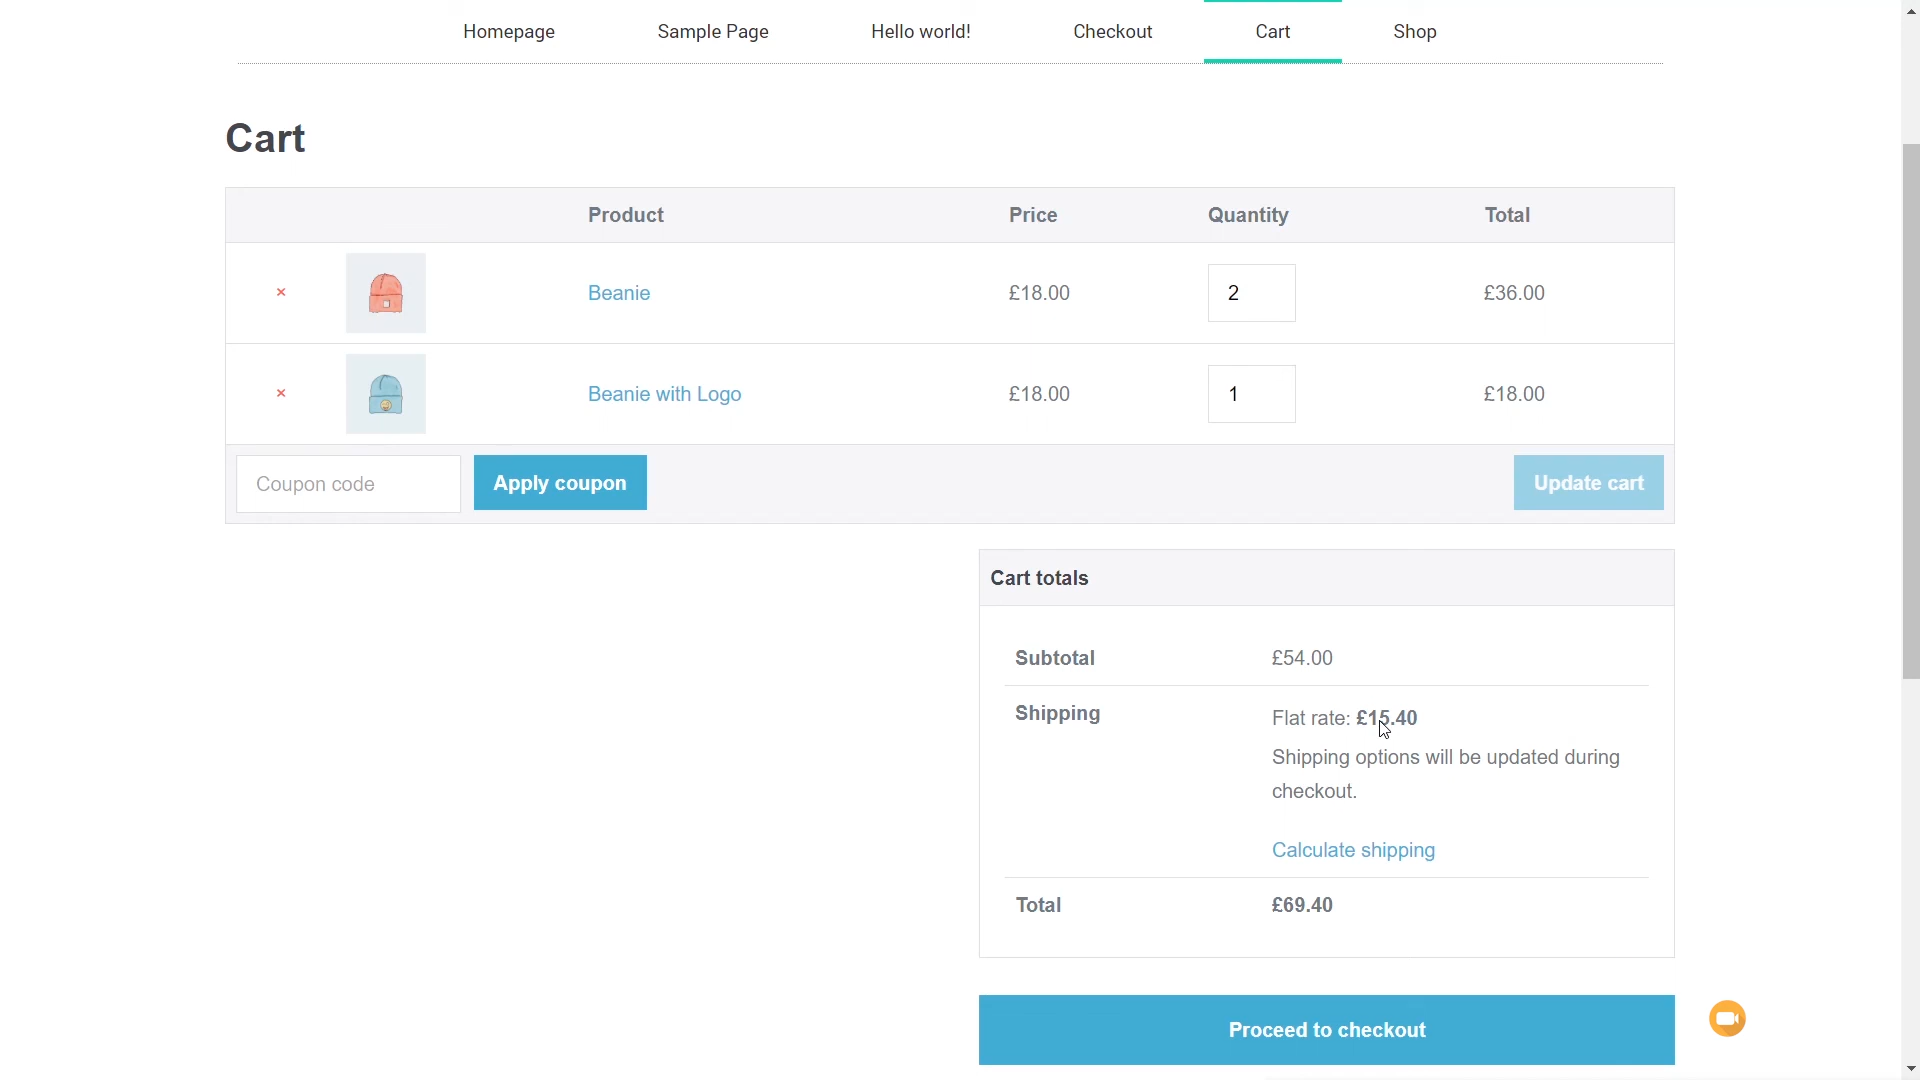 Homepage Sample Page Hello world! Checkout Cart Shop
Cart
Product Price Quantity Total
× Beanie £18.00 2 £36.00
× Beanie with Logo £18.00 1 £18.00
Coupon code Apply coupon Update cart
Cart totals
Subtotal £54.00
Shipping Flat rate: £15.40
Shipping options will be updated during
checkout.
Calculate shipping
Total £69.40
Proceed to checkout